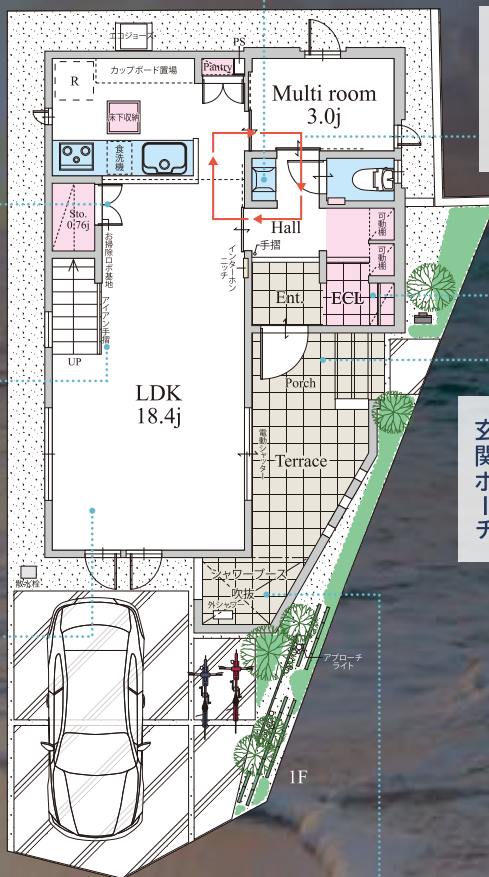 エコジョーズ
PS
カップボード置場
Pantry
R
Multi room
3.0j
床下収納
食洗機
Sto.
0.76j
Hall
手摺
可動棚
可動棚
お掃除ロボ基地
アイアン手摺
インターホン
ニッチ
Ent.
ECL
UP
Porch
LDK
18.4j
電動シャッター
Terrace
玄関ポーチ
シャワーブース
吹抜
外シャワー
散水栓
アプローチ
ライト
1F